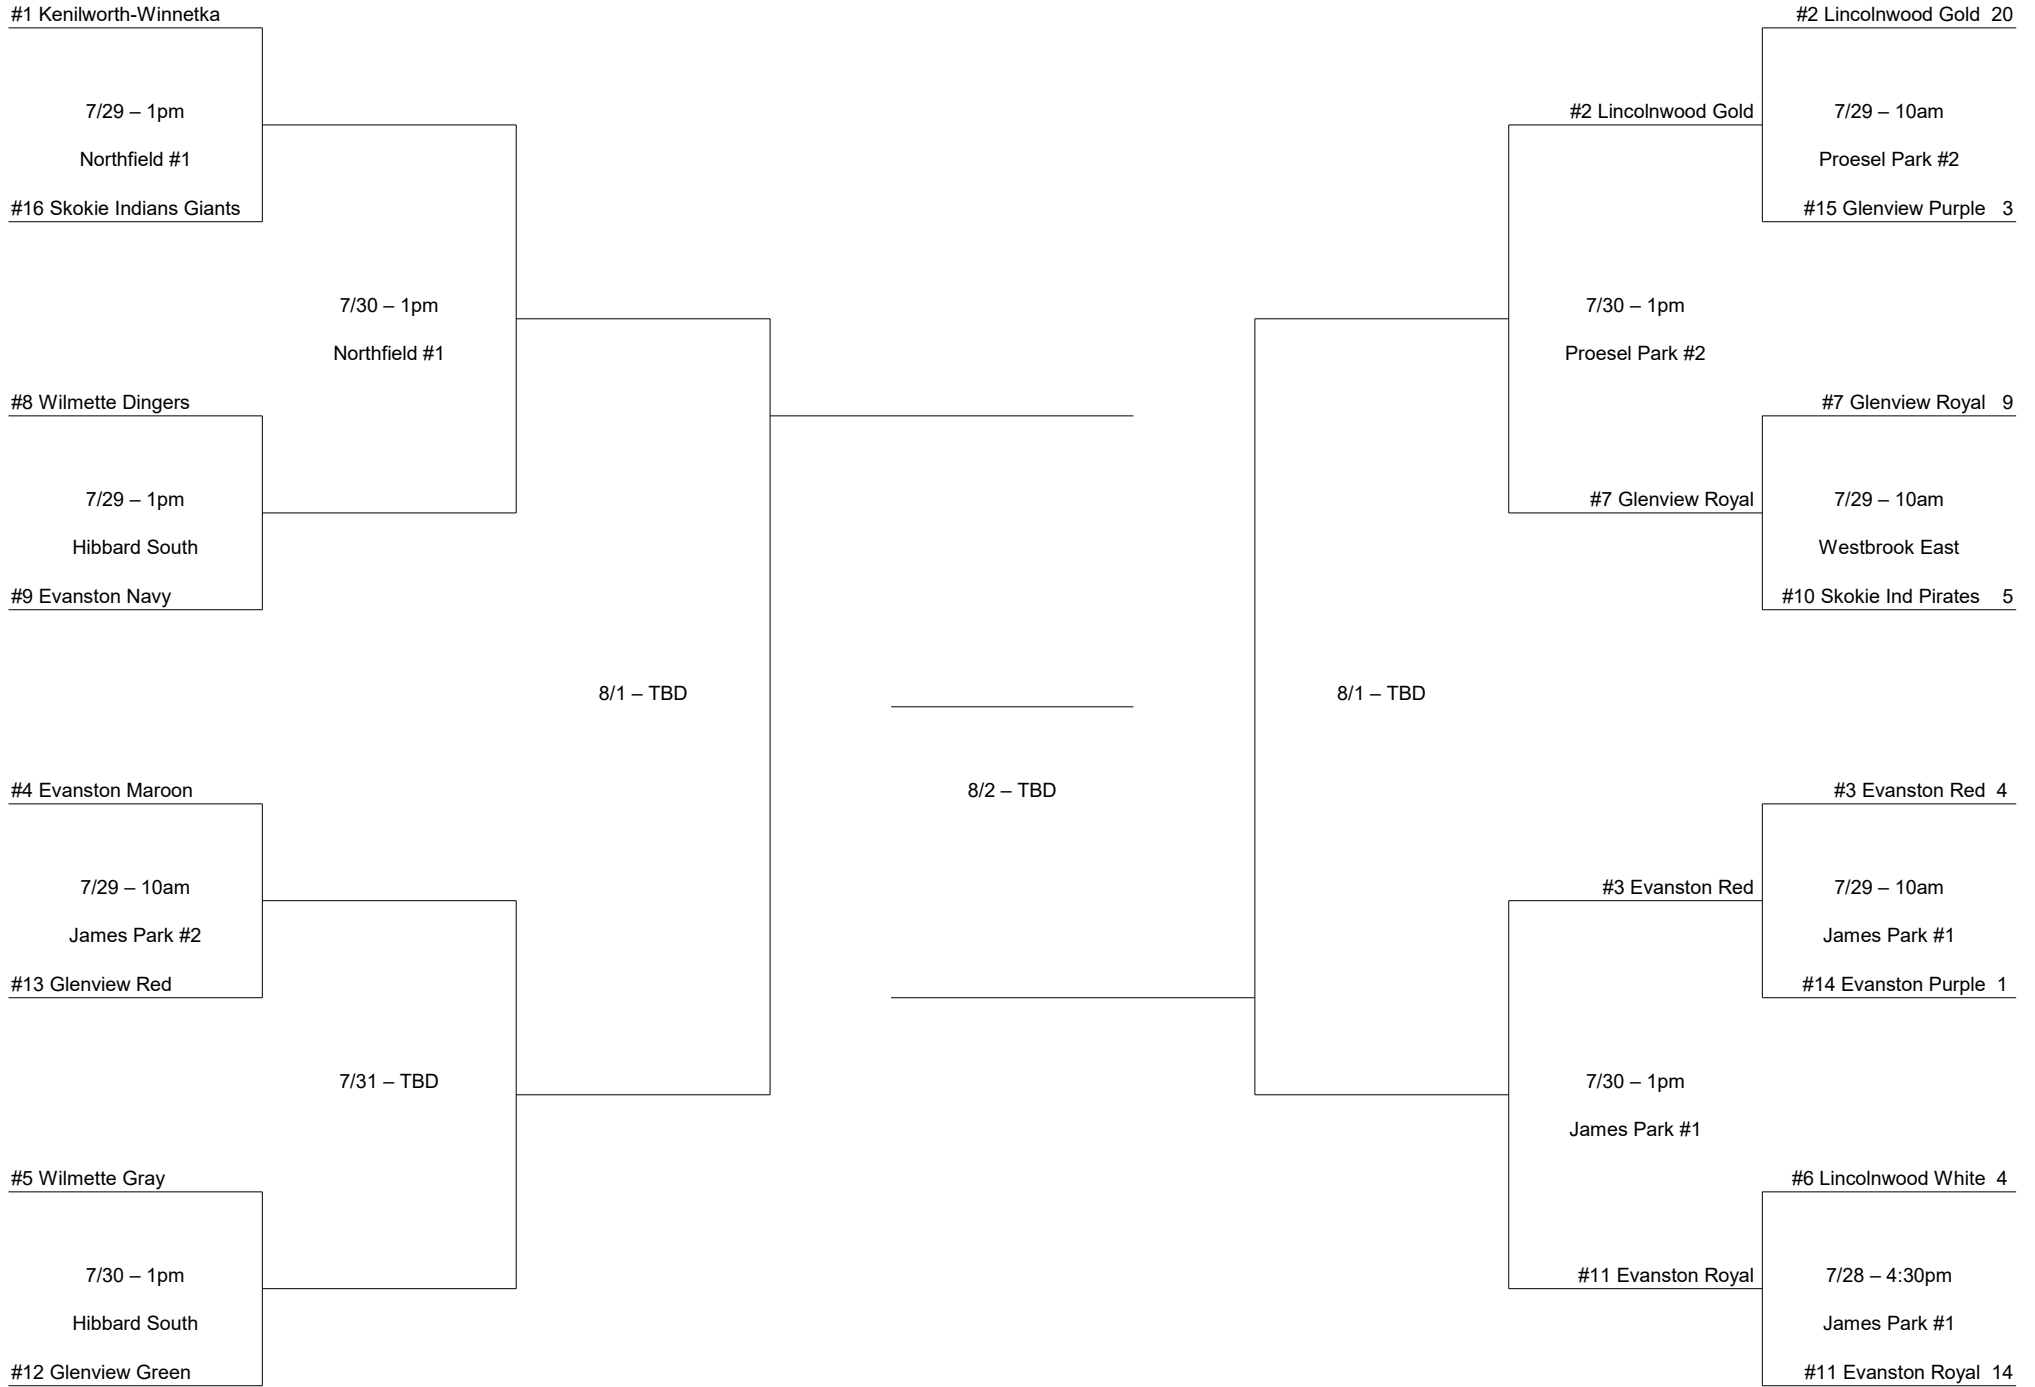 #1 Kenilworth-Winnetka
7/29 – 1pm
Northfield #1
#16 Skokie Indians Giants
7/30 – 1pm
Northfield #1
#8 Wilmette Dingers
7/29 – 1pm
Hibbard South
#9 Evanston Navy
8/1 – TBD
#4 Evanston Maroon
7/29 – 10am
James Park #2
#13 Glenview Red
7/31 – TBD
#5 Wilmette Gray
7/30 – 1pm
Hibbard South
#12 Glenview Green
8/2 – TBD
#2 Lincolnwood Gold 20
#2 Lincolnwood Gold
7/29 – 10am
Proesel Park #2
#15 Glenview Purple 3
7/30 – 1pm
Proesel Park #2
#7 Glenview Royal 9
#7 Glenview Royal
7/29 – 10am
Westbrook East
#10 Skokie Ind Pirates 5
8/1 – TBD
#3 Evanston Red 4
#3 Evanston Red
7/29 – 10am
James Park #1
#14 Evanston Purple 1
7/30 – 1pm
James Park #1
#6 Lincolnwood White 4
#11 Evanston Royal
7/28 – 4:30pm
James Park #1
#11 Evanston Royal 14